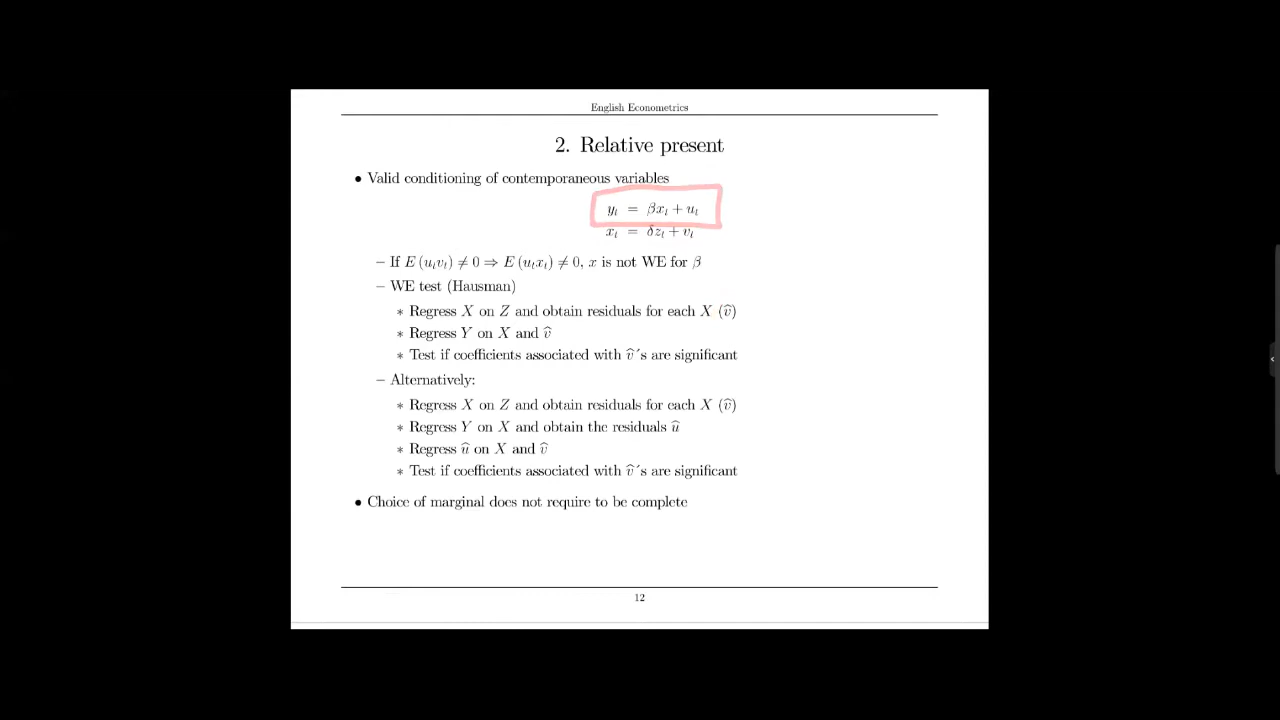 English Econometrics
2. Relative present
• Valid conditioning of contemporaneous variables
y_t = βx_t + u_t
x_t = δz_t + v_t
– If E (u_t v_t) ≠ 0 ⇒ E (u_t x_t) ≠ 0, x is not WE for β
– WE test (Hausman)
∗ Regress X on Z and obtain residuals for each X (v̂)
∗ Regress Y on X and v̂
∗ Test if coefficients associated with v̂´s are significant
– Alternatively:
∗ Regress X on Z and obtain residuals for each X (v̂)
∗ Regress Y on X and obtain the residuals û
∗ Regress û on X and v̂
∗ Test if coefficients associated with v̂´s are significant
• Choice of marginal does not require to be complete
12